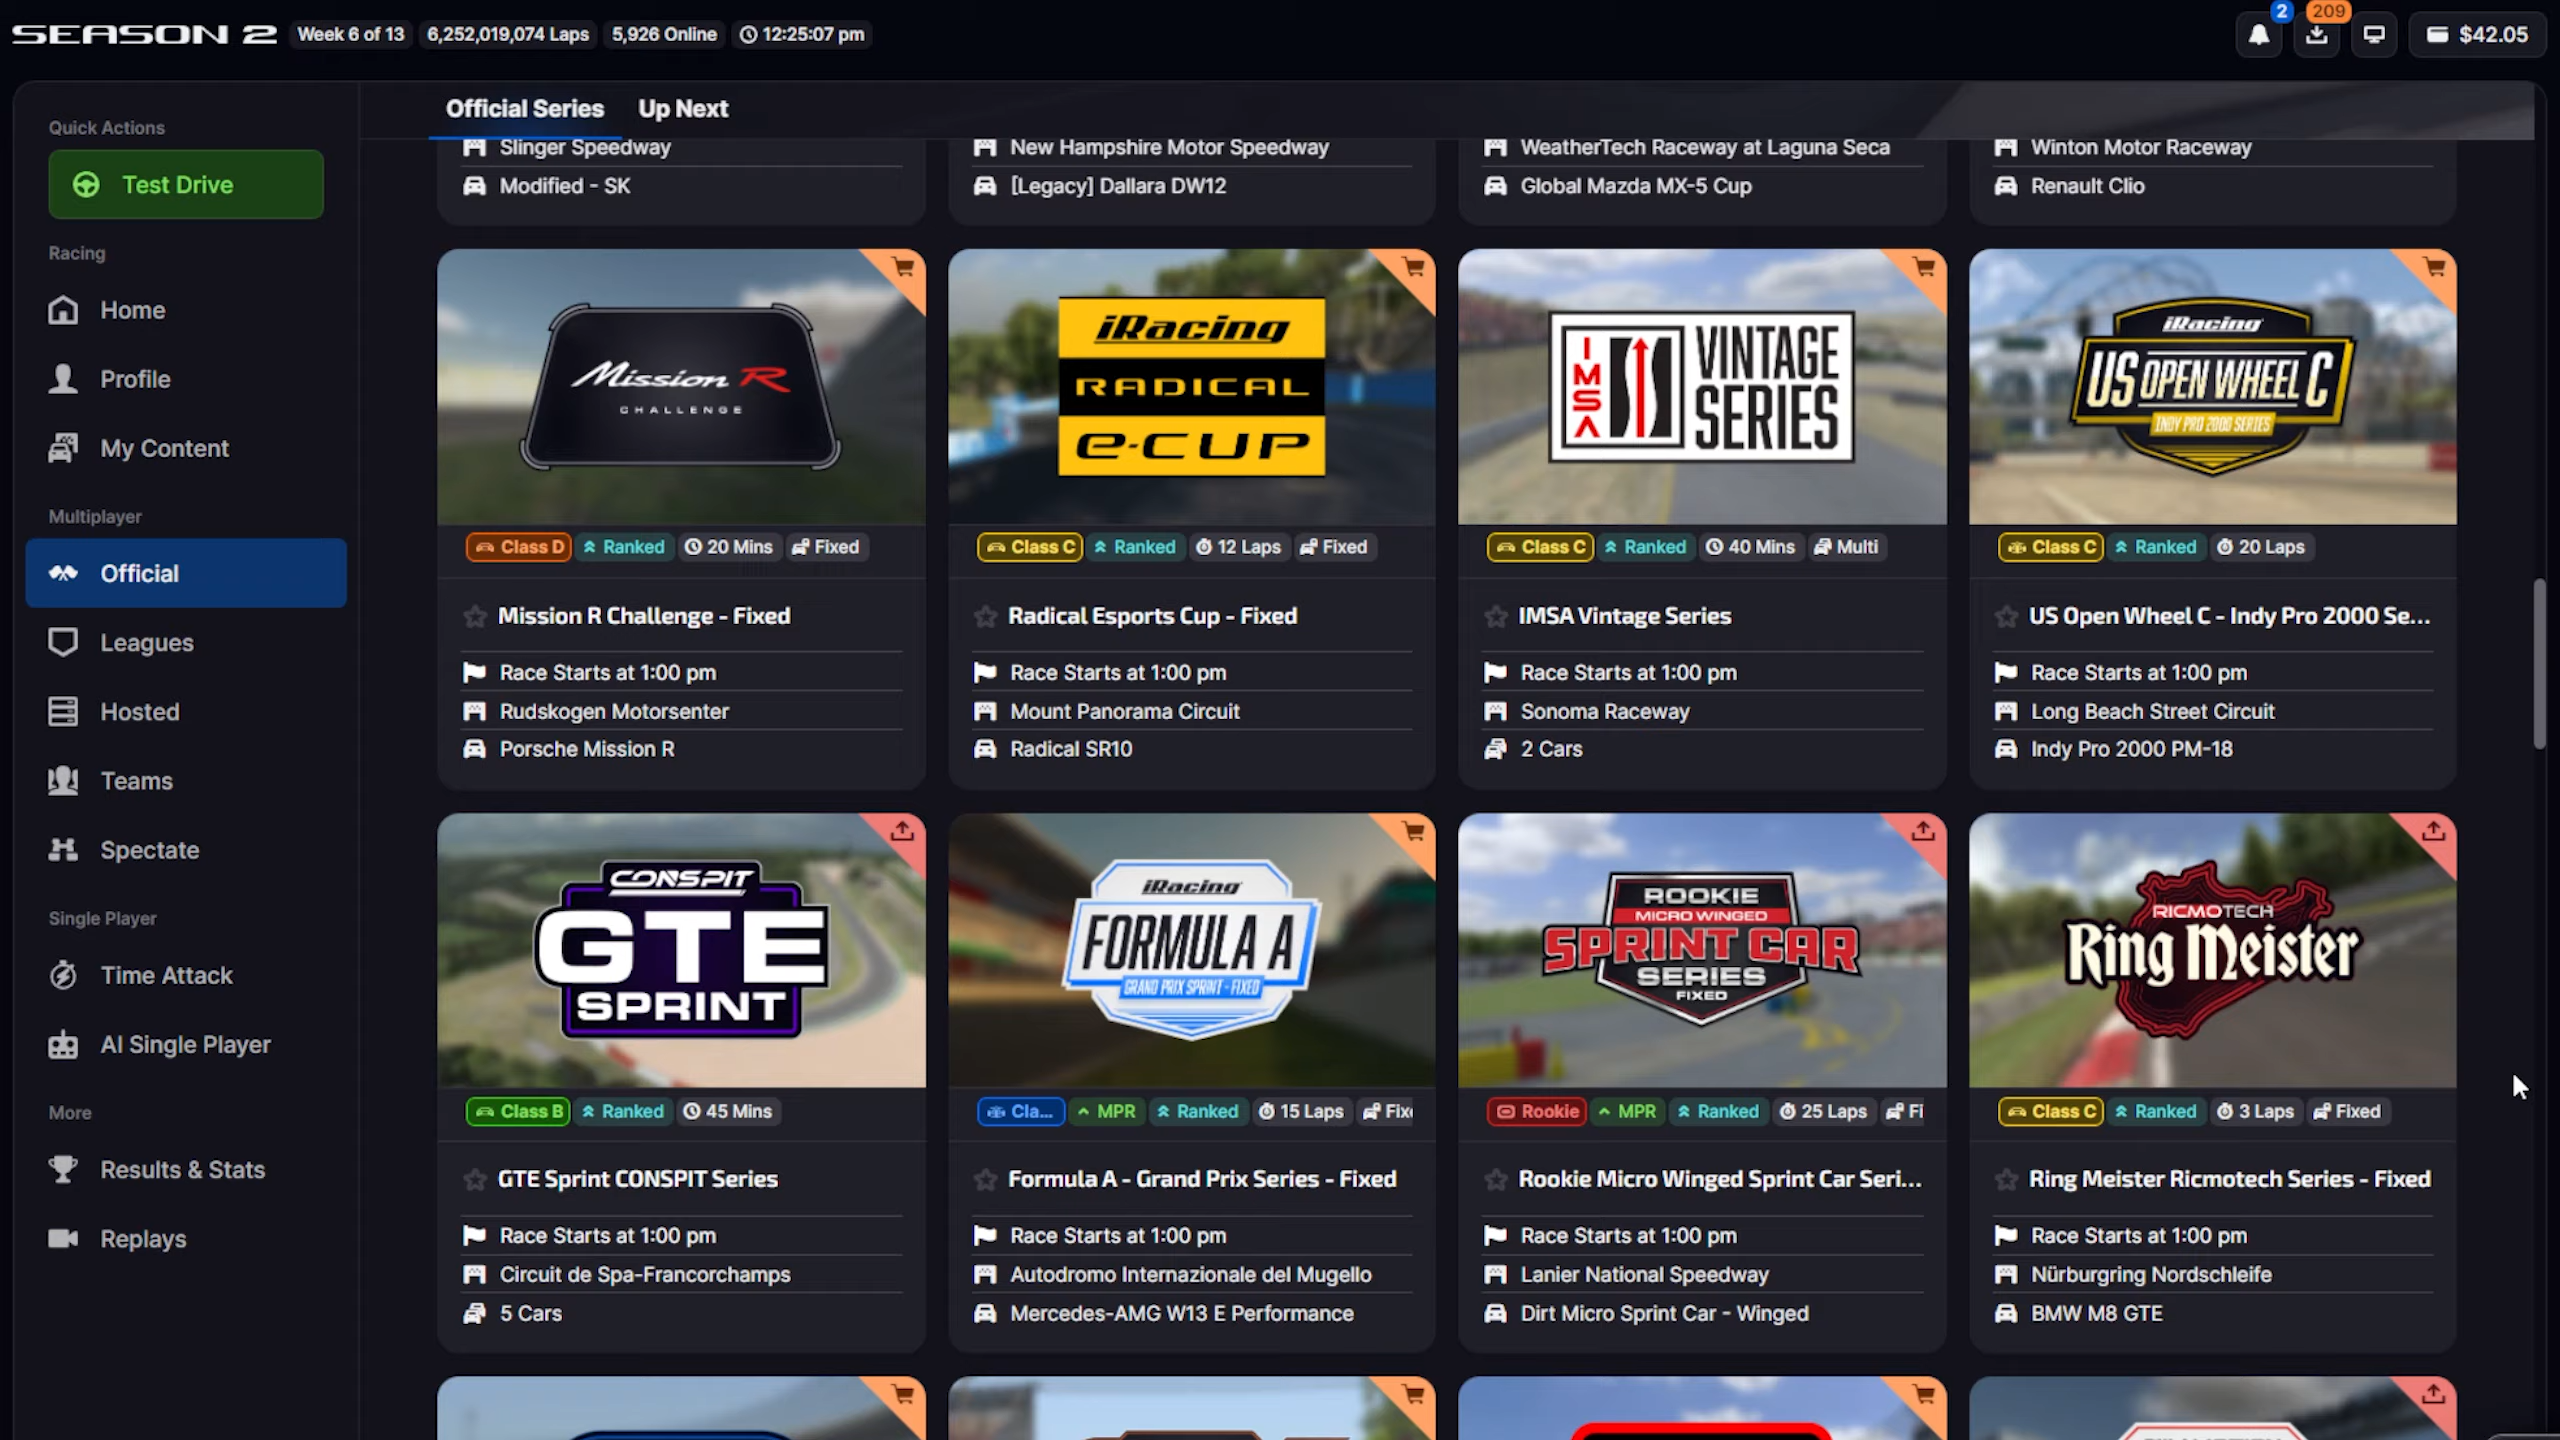 SEASON 2 Week 6 of 13 6,252,019,074 Laps 5,926 Online 12:25:07 pm 2 209 $42.05
Quick Actions
Test Drive
Racing
Home
Profile
My Content
Multiplayer
Official
Leagues
Hosted
Teams
Spectate
Single Player
Time Attack
AI Single Player
More
Results & Stats
Replays
Official Series Up Next
Slinger Speedway
Modified - SK
New Hampshire Motor Speedway
[Legacy] Dallara DW12
WeatherTech Raceway at Laguna Seca
Global Mazda MX-5 Cup
Winton Motor Raceway
Renault Clio
Mission R
CHALLENGE
Class D Ranked 20 Mins Fixed
Mission R Challenge - Fixed
Race Starts at 1:00 pm
Rudskogen Motorsenter
Porsche Mission R
iRacing
RADICAL
e-CUP
Class C Ranked 12 Laps Fixed
Radical Esports Cup - Fixed
Race Starts at 1:00 pm
Mount Panorama Circuit
Radical SR10
IMSA
VINTAGE
SERIES
Class C Ranked 40 Mins Multi
IMSA Vintage Series
Race Starts at 1:00 pm
Sonoma Raceway
2 Cars
iRacing
US OPEN WHEEL C
INDY PRO 2000 SERIES
Class C Ranked 20 Laps
US Open Wheel C - Indy Pro 2000 Se...
Race Starts at 1:00 pm
Long Beach Street Circuit
Indy Pro 2000 PM-18
CONSPIT
GTE
SPRINT
Class B Ranked 45 Mins
GTE Sprint CONSPIT Series
Race Starts at 1:00 pm
Circuit de Spa-Francorchamps
5 Cars
iRacing
FORMULA A
GRAND PRIX SPRINT - FIXED
Cla... MPR Ranked 15 Laps Fixe
Formula A - Grand Prix Series - Fixed
Race Starts at 1:00 pm
Autodromo Internazionale del Mugello
Mercedes-AMG W13 E Performance
ROOKIE
MICRO WINGED
SPRINT CAR
SERIES
FIXED
Rookie MPR Ranked 25 Laps Fi
Rookie Micro Winged Sprint Car Seri...
Race Starts at 1:00 pm
Lanier National Speedway
Dirt Micro Sprint Car - Winged
RICMOTECH
Ring Meister
Class C Ranked 3 Laps Fixed
Ring Meister Ricmotech Series - Fixed
Race Starts at 1:00 pm
Nürburgring Nordschleife
BMW M8 GTE